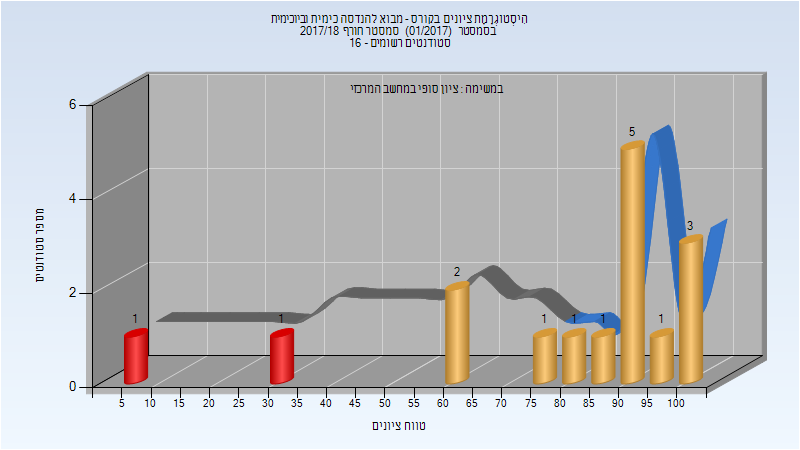 היסטוגרמת ציונים בקורס - מבוא להנדסה כימית וביוכימית
בסמסטר (01/2017) סמסטר חורף 2017/18
סטודנטים רשומים - 16
במשימה : ציון סופי במחשב המרכזי
6
4
2
0
מספר סטודנטים
1
1
2
1
1
1
5
1
3
5 10 15 20 25 30 35 40 45 50 55 60 65 70 75 80 85 90 95 100
טווח ציונים